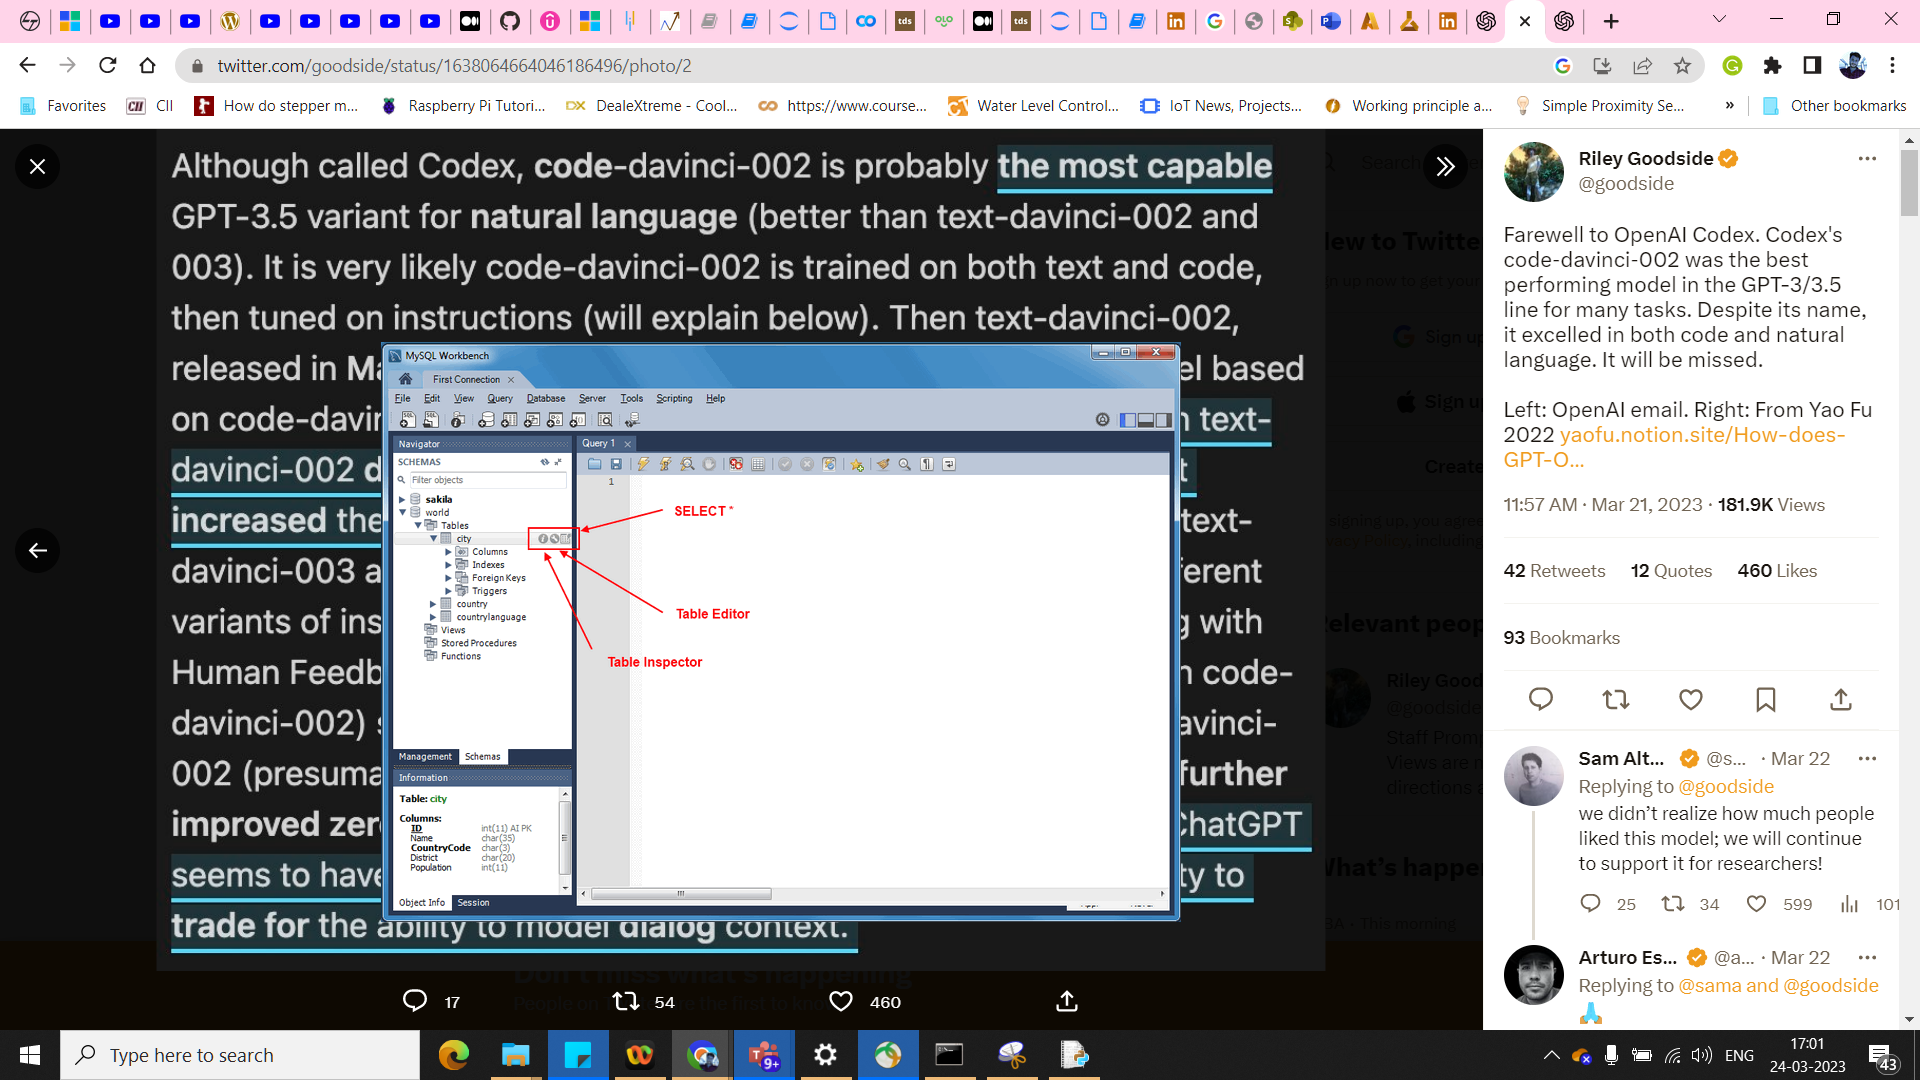 twitter.com/goodside/status/1638064664046186496/photo/2
Favorites
CII
How do stepper m...
Raspberry Pi Tutori...
DealeXtreme - Cool...
https://www.course...
Water Level Control...
IoT News, Projects...
Working principle a...
Simple Proximity Se...
»
Other bookmarks
Although called Codex, code-davinci-002 is probably the most capable
GPT-3.5 variant for natural language (better than text-davinci-002 and
003). It is very likely code-davinci-002 is trained on both text and code,
then tuned on instructions (will explain below). Then text-davinci-002,
released in
el based
on code-davin
text-
davinci-002
increased the
text-
davinci-003 a
ferent
variants of ins
g with
Human Feedb
code-
davinci-002) s
avinci-
002 (presuma
further
improved zer
ChatGPT
seems to have
ty to
trade for the ability to model dialog context.
MySQL Workbench
First Connection
File Edit View Query Database Server Tools Scripting Help
Navigator
SCHEMAS
Filter objects
sakila
world
Tables
city
Columns
Indexes
Foreign Keys
Triggers
country
countrylanguage
Views
Stored Procedures
Functions
Management Schemas
Information
Table: city
Columns:
ID int(11) AI PK
Name char(35)
CountryCode char(3)
District char(20)
Population int(11)
Object Info Session
Query 1
1
SELECT *
Table Editor
Table Inspector
17
54
460
Riley Goodside
@goodside
Farewell to OpenAI Codex. Codex's
code-davinci-002 was the best
performing model in the GPT-3/3.5
line for many tasks. Despite its name,
it excelled in both code and natural
language. It will be missed.
Left: OpenAI email. Right: From Yao Fu
2022 yaofu.notion.site/How-does-
GPT-O...
11:57 AM · Mar 21, 2023 · 181.9K Views
42 Retweets 12 Quotes 460 Likes
93 Bookmarks
Sam Alt... @s... · Mar 22
Replying to @goodside
we didn’t realize how much people
liked this model; we will continue
to support it for researchers!
25 34 599 101
Arturo Es... @a... · Mar 22
Replying to @sama and @goodside
Don't miss what's happening
Type here to search
9+
ENG
17:01
24-03-2023
43